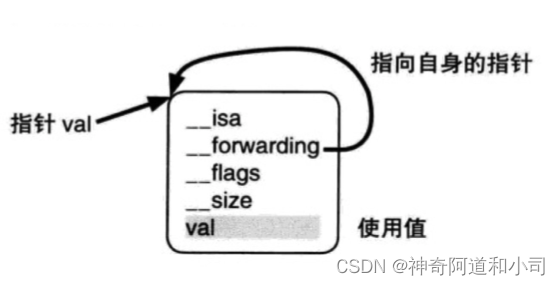 指向自身的指针
指针 val
__isa
__forwarding
__flags
__size
val
使用值
CSDN @神奇阿道和小司